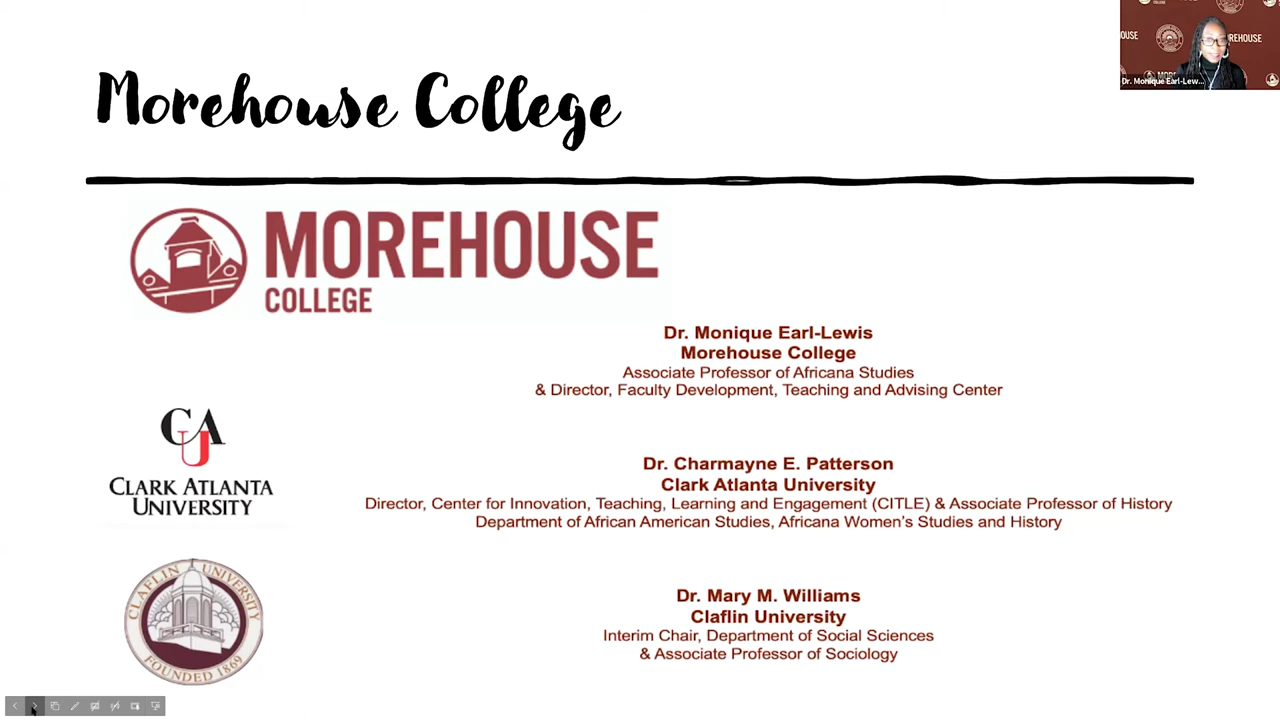 Morehouse College
MOREHOUSE
COLLEGE
Dr. Monique Earl-Lewis
Morehouse College
Associate Professor of Africana Studies
& Director, Faculty Development, Teaching and Advising Center
CAU
CLARK ATLANTA
UNIVERSITY
Dr. Charmayne E. Patterson
Clark Atlanta University
Director, Center for Innovation, Teaching, Learning and Engagement (CITLE) & Associate Professor of History
Department of African American Studies, Africana Women's Studies and History
CLAFLIN UNIVERSITY
FOUNDED 1869
Dr. Mary M. Williams
Claflin University
Interim Chair, Department of Social Sciences
& Associate Professor of Sociology
Dr. Monique Earl-Lew...